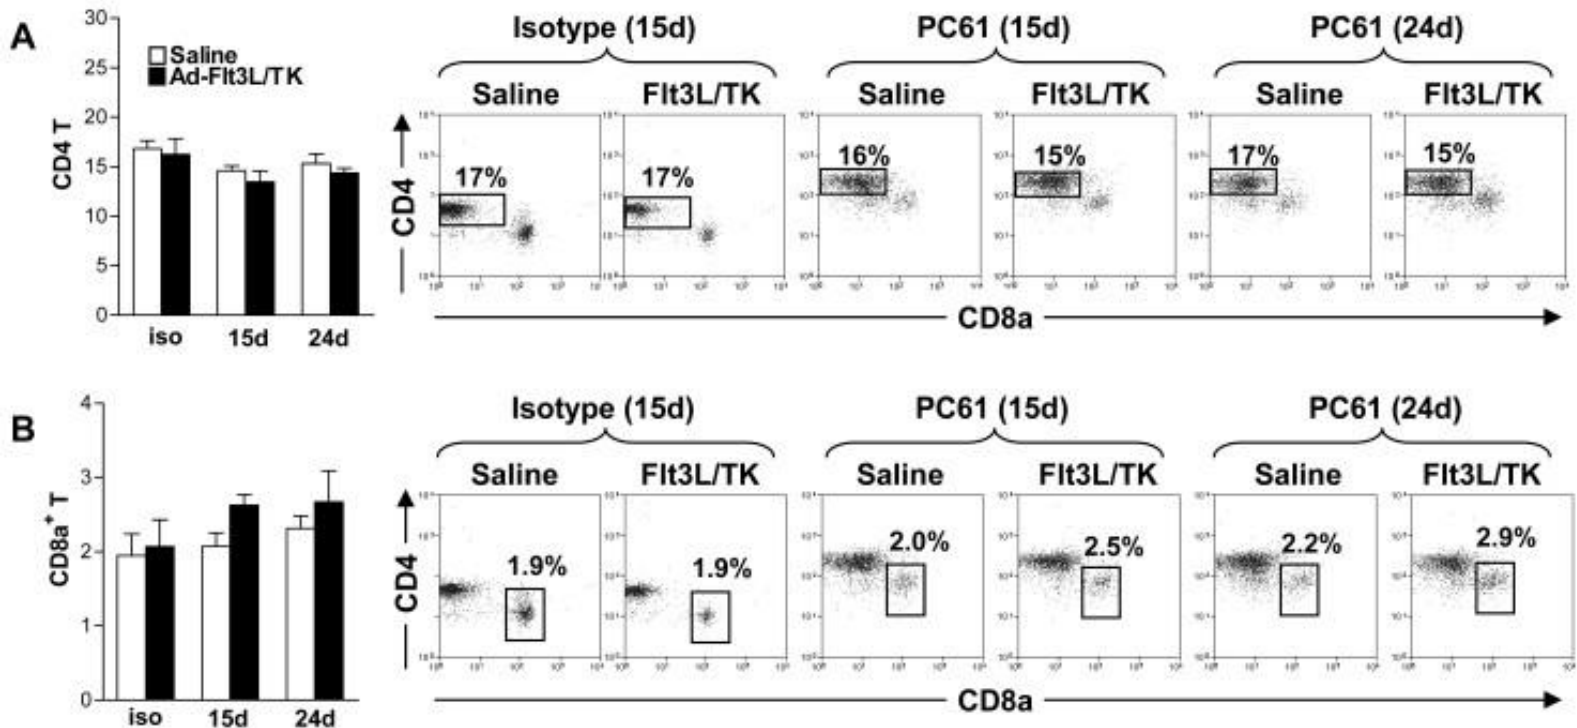 A
30
25
20
15
10
5
0
CD4 T
Saline
Ad-Flt3L/TK
iso 15d 24d
Isotype (15d) PC61 (15d) PC61 (24d)
Saline Flt3L/TK Saline Flt3L/TK Saline Flt3L/TK
17% 17% 16% 15% 17% 15%
CD4
CD8a
B
4
3
2
1
0
CD8a+ T
iso 15d 24d
Isotype (15d) PC61 (15d) PC61 (24d)
Saline Flt3L/TK Saline Flt3L/TK Saline Flt3L/TK
1.9% 1.9% 2.0% 2.5% 2.2% 2.9%
CD4
CD8a